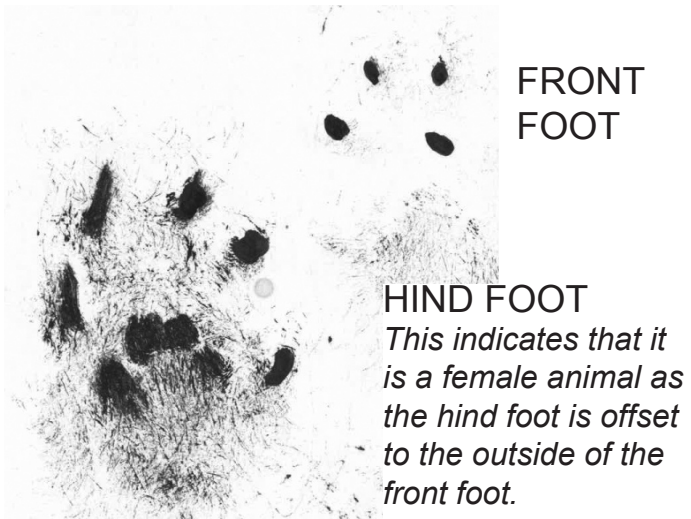 FRONT
FOOT
HIND FOOT
This indicates that it
is a female animal as
the hind foot is offset
to the outside of the
front foot.